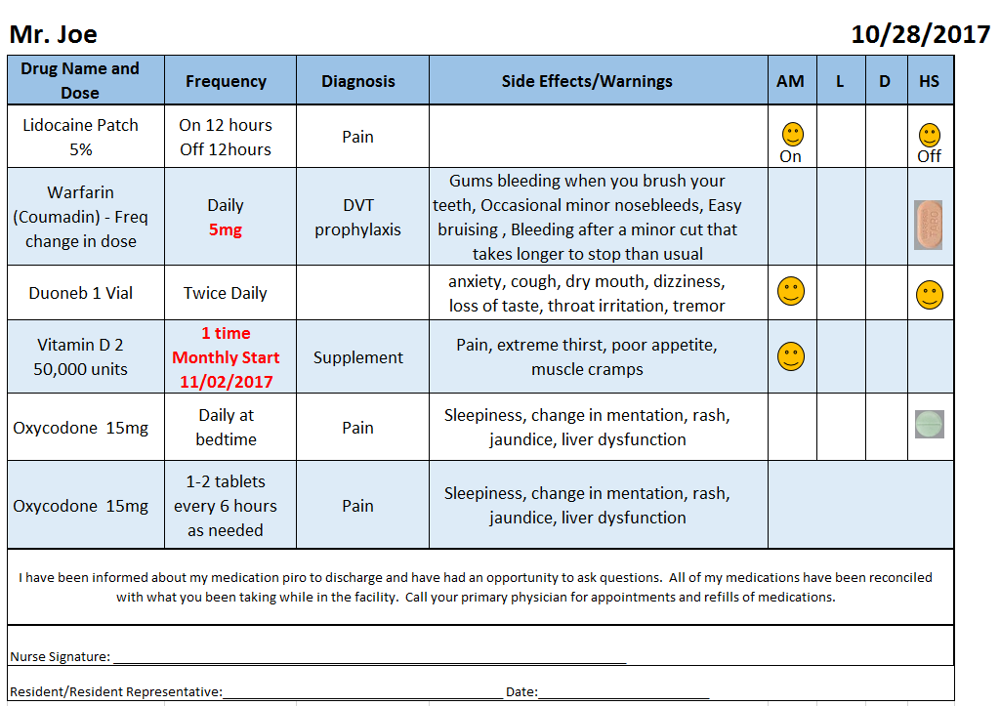 Mr. Joe 10/28/2017
Drug Name and Dose Frequency Diagnosis Side Effects/Warnings AM L D HS
Lidocaine Patch
5%
On 12 hours
Off 12hours
Pain
On
Off
Warfarin
(Coumadin) - Freq
change in dose
Daily
5mg
DVT
prophylaxis
Gums bleeding when you brush your
teeth, Occasional minor nosebleeds, Easy
bruising , Bleeding after a minor cut that
takes longer to stop than usual
Duoneb 1 Vial
Twice Daily
anxiety, cough, dry mouth, dizziness,
loss of taste, throat irritation, tremor
Vitamin D 2
50,000 units
1 time
Monthly Start
11/02/2017
Supplement
Pain, extreme thirst, poor appetite,
muscle cramps
Oxycodone 15mg
Daily at
bedtime
Pain
Sleepiness, change in mentation, rash,
jaundice, liver dysfunction
Oxycodone 15mg
1-2 tablets
every 6 hours
as needed
Pain
Sleepiness, change in mentation, rash,
jaundice, liver dysfunction
I have been informed about my medication piro to discharge and have had an opportunity to ask questions. All of my medications have been reconciled
with what you been taking while in the facility. Call your primary physician for appointments and refills of medications.
Nurse Signature:
Resident/Resident Representative: Date: